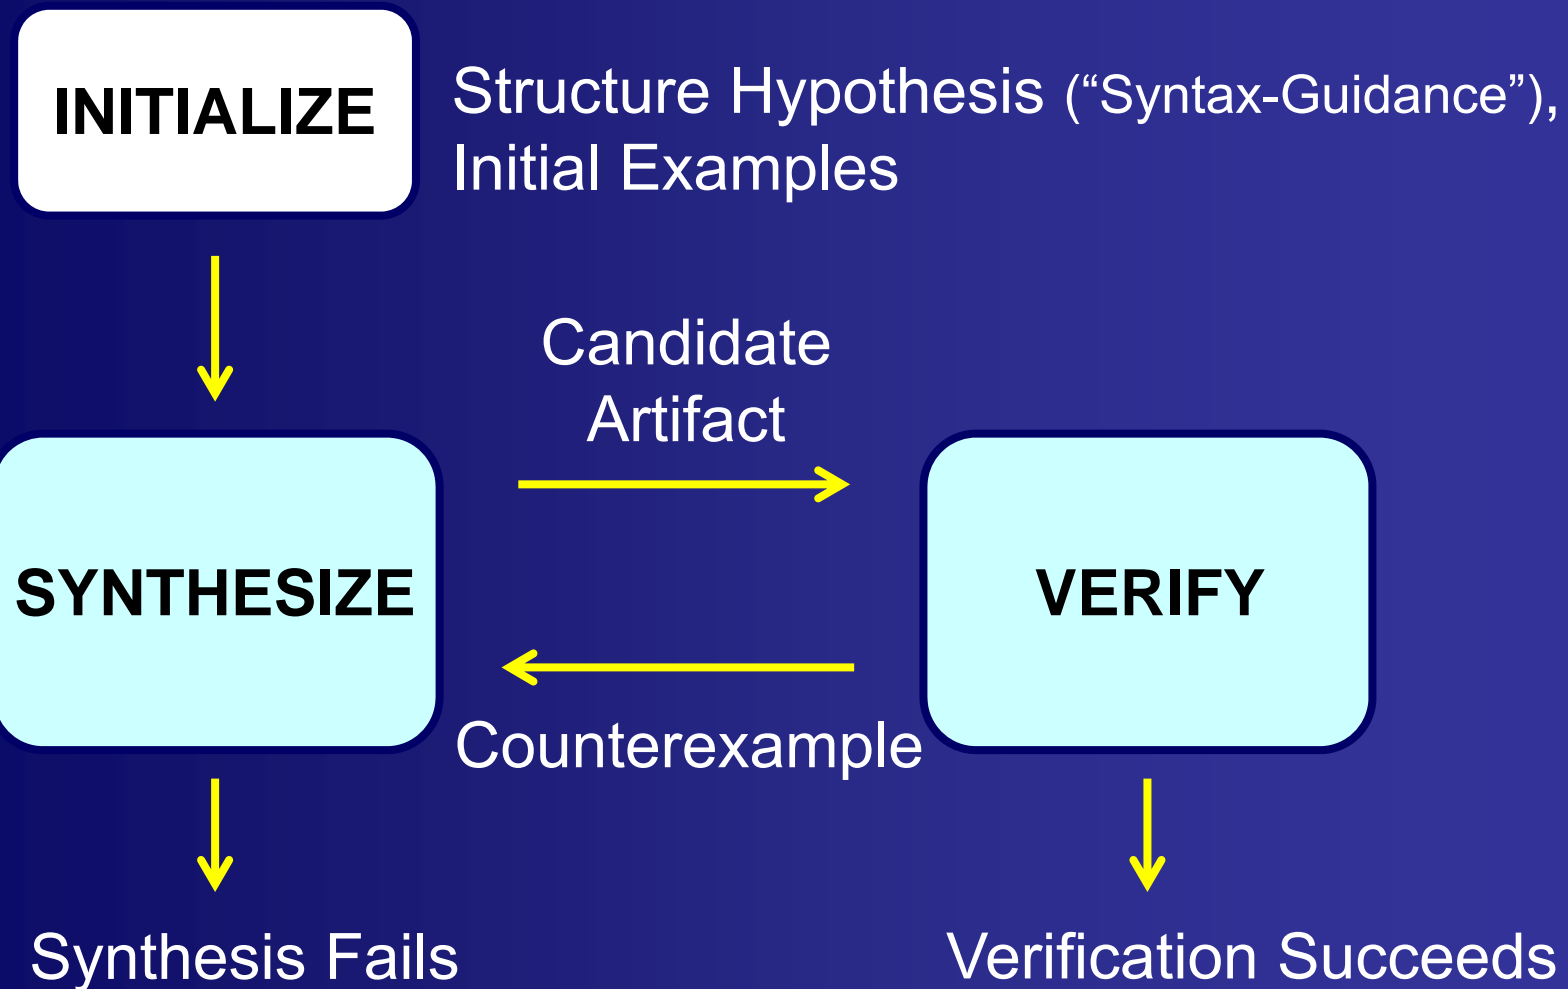 INITIALIZE
Structure Hypothesis (“Syntax-Guidance”),
Initial Examples
Candidate
Artifact
SYNTHESIZE
VERIFY
Counterexample
Synthesis Fails
Verification Succeeds